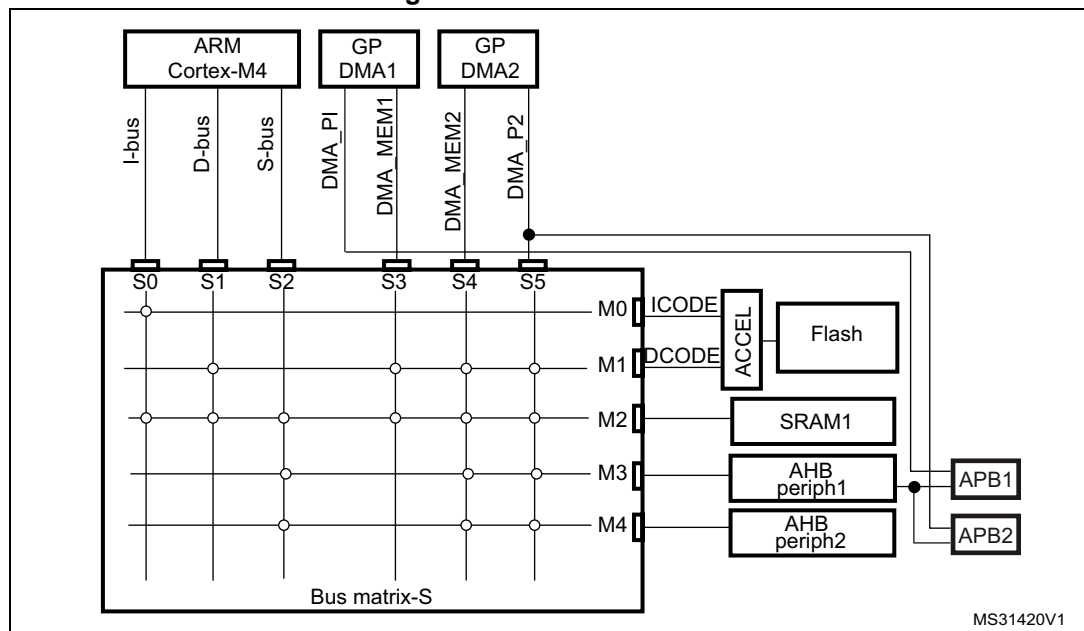 ARM
Cortex-M4
GP
DMA1
GP
DMA2
I-bus
D-bus
S-bus
DMA_PI
DMA_MEM1
DMA_MEM2
DMA_P2
S0 S1 S2 S3 S4 S5
M0
ICODE
M1
DCODE
ACCEL
Flash
M2
SRAM1
M3
AHB
periph1
APB1
M4
AHB
periph2
APB2
Bus matrix-S
MS31420V1